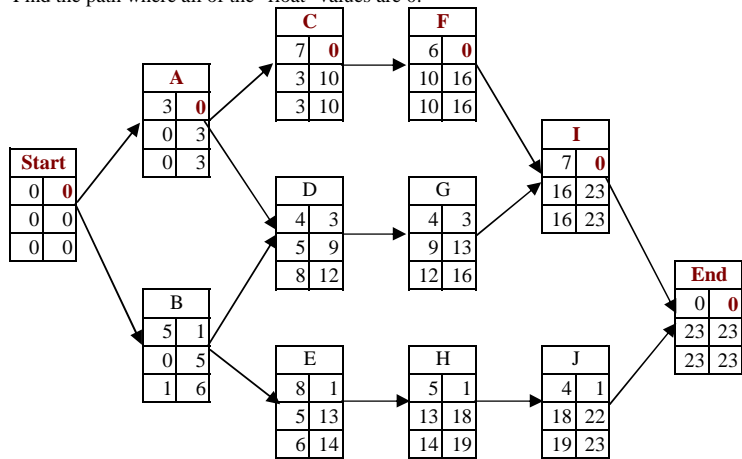 Find the path where all of the "float" values are 0.
Start
0 0
0 0
0 0
A
3 0
0 3
0 3
B
5 1
0 5
1 6
C
7 0
3 10
3 10
D
4 3
5 9
8 12
E
8 1
5 13
6 14
F
6 0
10 16
10 16
G
4 3
9 13
12 16
H
5 1
13 18
14 19
I
7 0
16 23
16 23
J
4 1
18 22
19 23
End
0 0
23 23
23 23